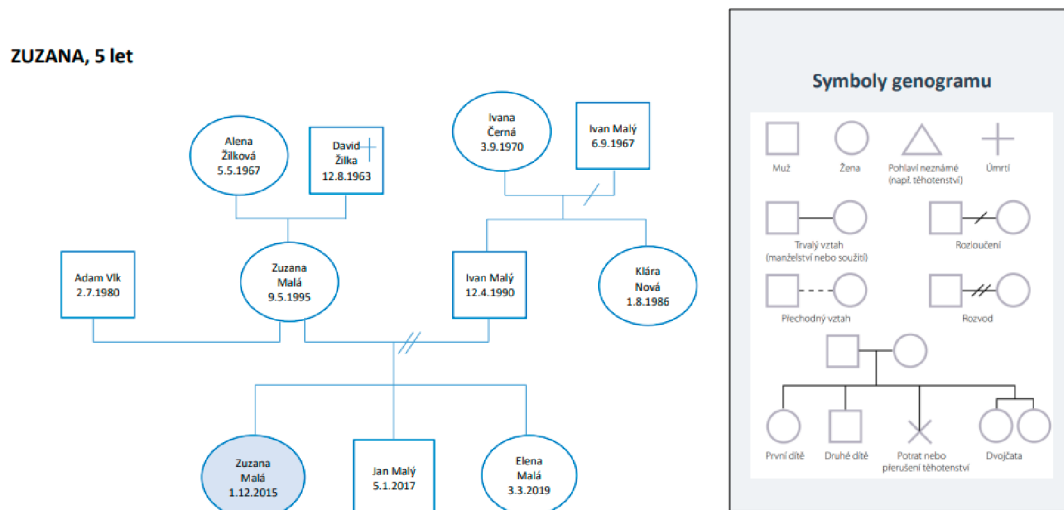 ZUZANA, 5 let
Alena
Žilková
5.5.1967
David
Žilka
12.8.1963
Ivana
Černá
3.9.1970
Ivan Malý
6.9.1967
Adam Vlk
2.7.1980
Zuzana
Malá
9.5.1995
Ivan Malý
12.4.1990
Klára
Nová
1.8.1986
Zuzana
Malá
1.12.2015
Jan Malý
5.1.2017
Elena
Malá
3.3.2019
Symboly genogramu
Muž
Žena
Pohlaví neznámé
(např. těhotenství)
Úmrtí
Trvalý vztah
(manželství nebo soužití)
Rozloučení
Přechodný vztah
Rozvod
První dítě
Druhé dítě
Potrat nebo
přerušení těhotenství
Dvojčata